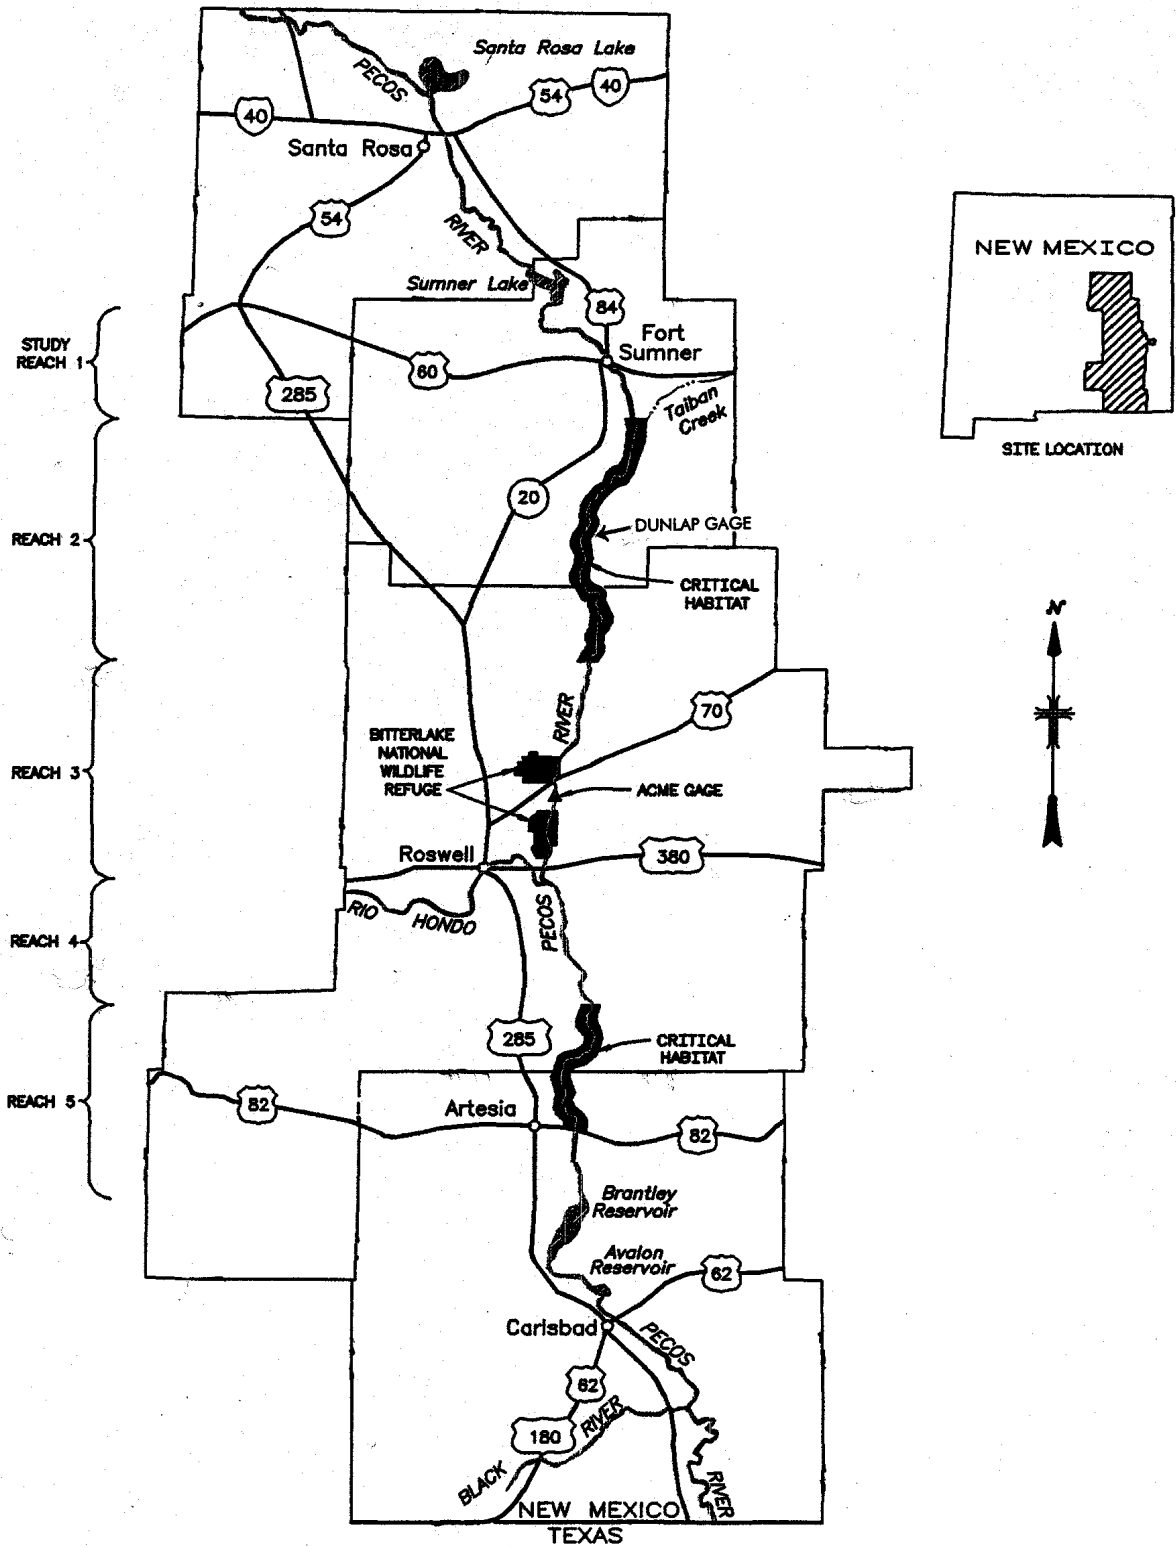 Santa Rosa Lake
PECOS
54
40
40
Santa Rosa
54
RIVER
NEW MEXICO
Sumner Lake
84
STUDY
REACH 1
Fort
Sumner
60
285
Taiban
Creek
SITE LOCATION
20
DUNLAP GAGE
REACH 2
CRITICAL
HABITAT
N
RIVER
70
BITTERLAKE
NATIONAL
WILDLIFE
REFUGE
REACH 3
ACME GAGE
Roswell
380
RIO HONDO
PECOS
REACH 4
285
CRITICAL
HABITAT
REACH 5
82
Artesia
82
Brantley
Reservoir
Avalon
Reservoir
62
Carlsbad
PECOS
62
180
RIVER
BLACK
RIVER
NEW MEXICO
TEXAS